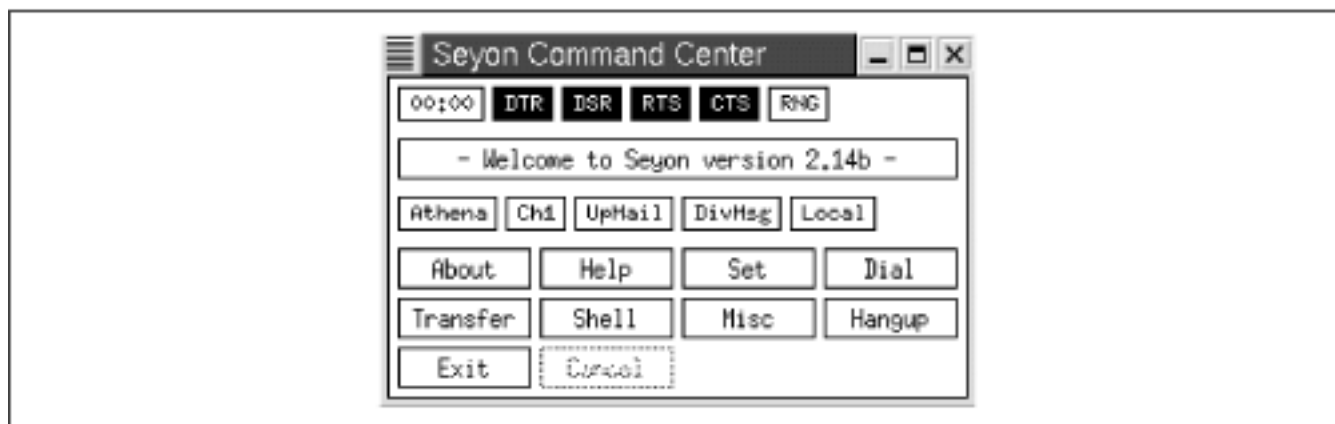 Seyon Command Center
00:00 DTR DSR RTS CTS RNG
- Welcome to Seyon version 2.14b -
Athena Ch1 UpMail DivMsg Local
About Help Set Dial
Transfer Shell Misc Hangup
Exit Cancel